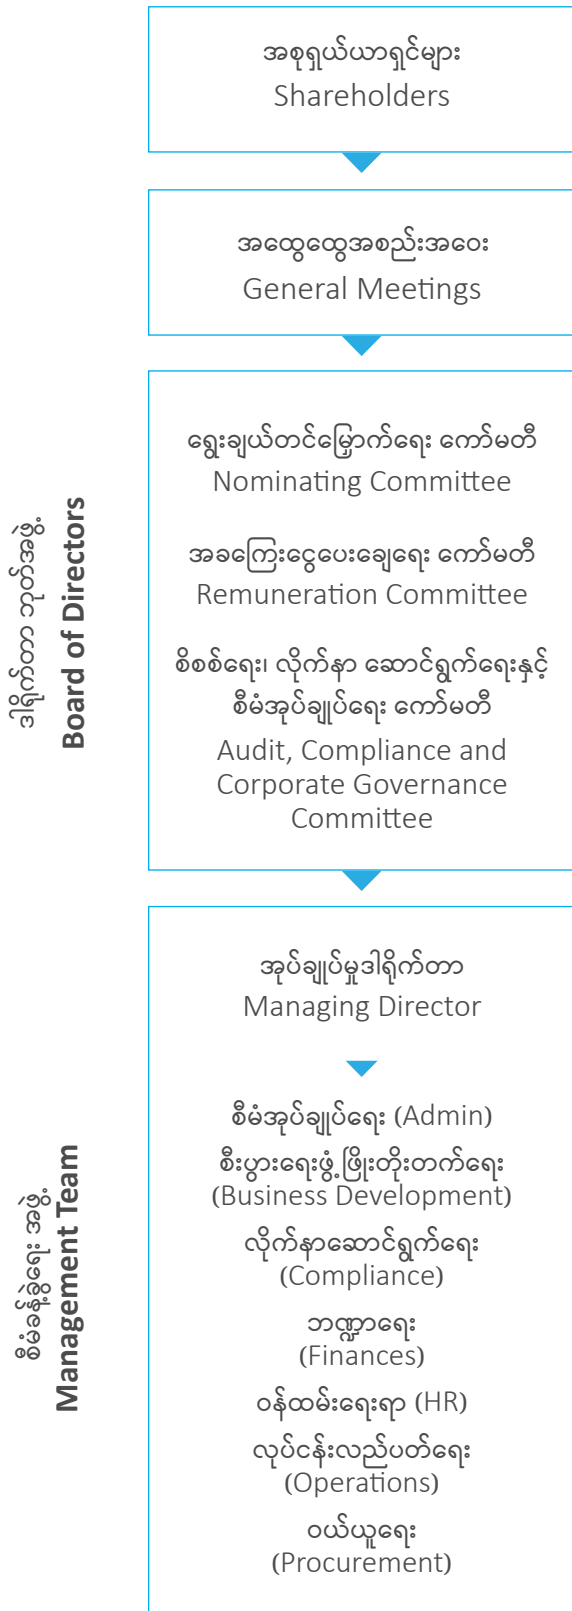 အစုရှယ်ယာရှင်များ
Shareholders
အထွေထွေအစည်းအဝေး
General Meetings
ဒါရိုက်တာ ဘုတ်အဖွဲ့
Board of Directors
ရွေးချယ်တင်မြှောက်ရေး ကော်မတီ
Nominating Committee
အခကြေးငွေပေးချေရေး ကော်မတီ
Remuneration Committee
စိစစ်ရေး၊ လိုက်နာ ဆောင်ရွက်ရေးနှင့်
စီမံအုပ်ချုပ်ရေး ကော်မတီ
Audit, Compliance and
Corporate Governance
Committee
စီမံခန့်ခွဲရေး အဖွဲ့
Management Team
အုပ်ချုပ်မှုဒါရိုက်တာ
Managing Director
စီမံအုပ်ချုပ်ရေး (Admin)
စီးပွားရေးဖွံ့ဖြိုးတိုးတက်ရေး
(Business Development)
လိုက်နာဆောင်ရွက်ရေး
(Compliance)
ဘဏ္ဍာရေး
(Finances)
ဝန်ထမ်းရေးရာ (HR)
လုပ်ငန်းလည်ပတ်ရေး
(Operations)
ဝယ်ယူရေး
(Procurement)